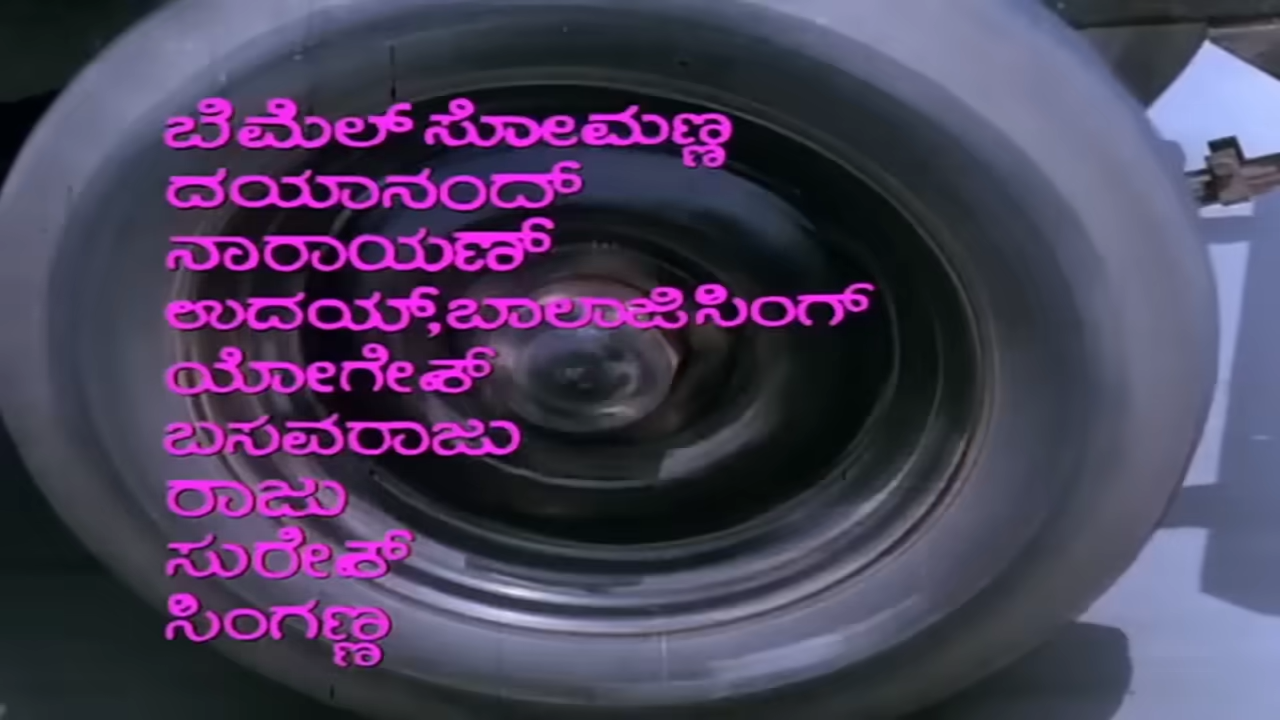 ಬೆಮೆಲ್ ಸೋಮಣ್ಣ
ದಯಾನಂದ್
ನಾರಾಯಣ್
ಉದಯ್,ಬಾಲಾಜಿಸಿಂಗ್
ಯೋಗೇಶ್
ಬಸವರಾಜು
ರಾಜು
ಸುರೇಶ್
ಸಿಂಗಣ್ಣ